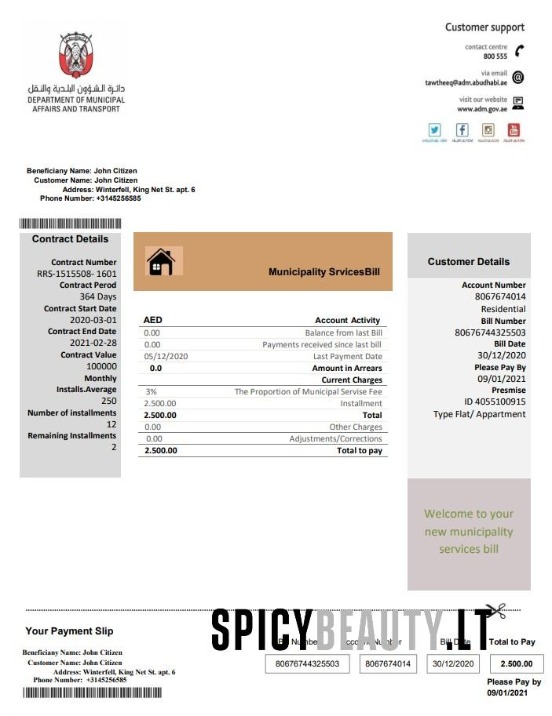 Customer support
contact centre
800 555
via email
tawtheeq@adm.abudhabi.ae
visit our website
www.adm.gov.ae
دائرة الشؤون البلدية والنقل
DEPARTMENT OF MUNICIPAL
AFFAIRS AND TRANSPORT
Beneficiany Name: John Citizen
Customer Name: John Citizen
Address: Winterfell, King Net St. apt. 6
Phone Number: +3145256585
Contract Details
Contract Number
RRS-1515508- 1601
Contract Perod
364 Days
Contract Start Date
2020-03-01
Contract End Date
2021-02-28
Contract Value
100000
Monthly
Installs.Average
250
Number of installments
12
Remaining Installments
2
Municipality SrvicesBill
AED Account Activity
0.00 Balance from last Bill
0.00 Payments received since last bill
05/12/2020 Last Payment Date
0.0 Amount in Arrears
Current Charges
3% The Proportion of Municipal Servise Fee
2.500.00 Installment
2.500.00 Total
0.00 Other Charges
0.00 Adjustments/Corrections
2.500.00 Total to pay
Customer Details
Account Number
8067674014
Residential
Bill Number
80676744325503
Bill Date
30/12/2020
Please Pay By
09/01/2021
Presmise
ID 4055100915
Type Flat/ Appartment
Welcome to your
new municipality
services bill
SPICYBEAUTY.LT
Your Payment Slip
Bill Number Account Number Bill Date Total to Pay
Beneficiany Name: John Citizen
Customer Name: John Citizen
Address: Winterfell, King Net St. apt. 6
Phone Number: +3145256585
80676744325503 8067674014 30/12/2020 2.500.00
Please Pay by
09/01/2021